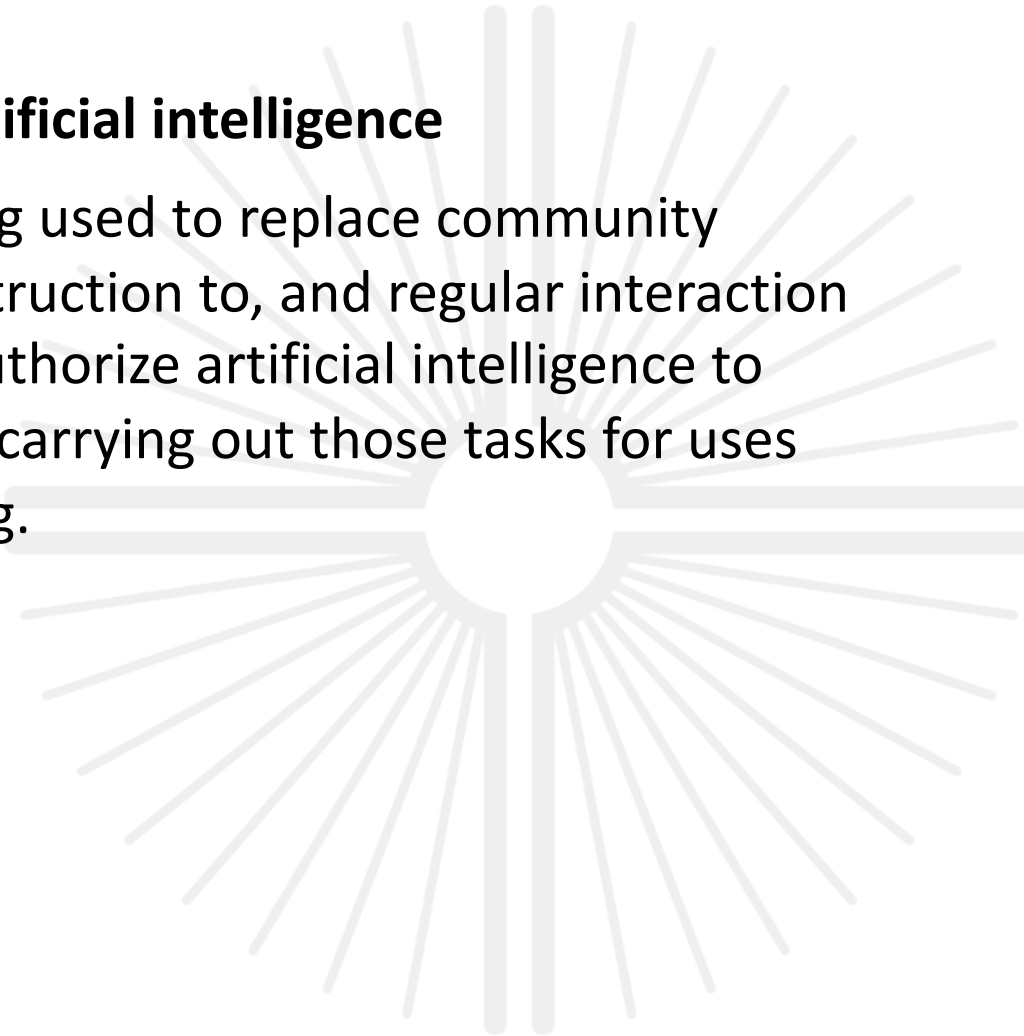 ificial intelligence
g used to replace community
truction to, and regular interaction
uthorize artificial intelligence to
carrying out those tasks for uses
g.